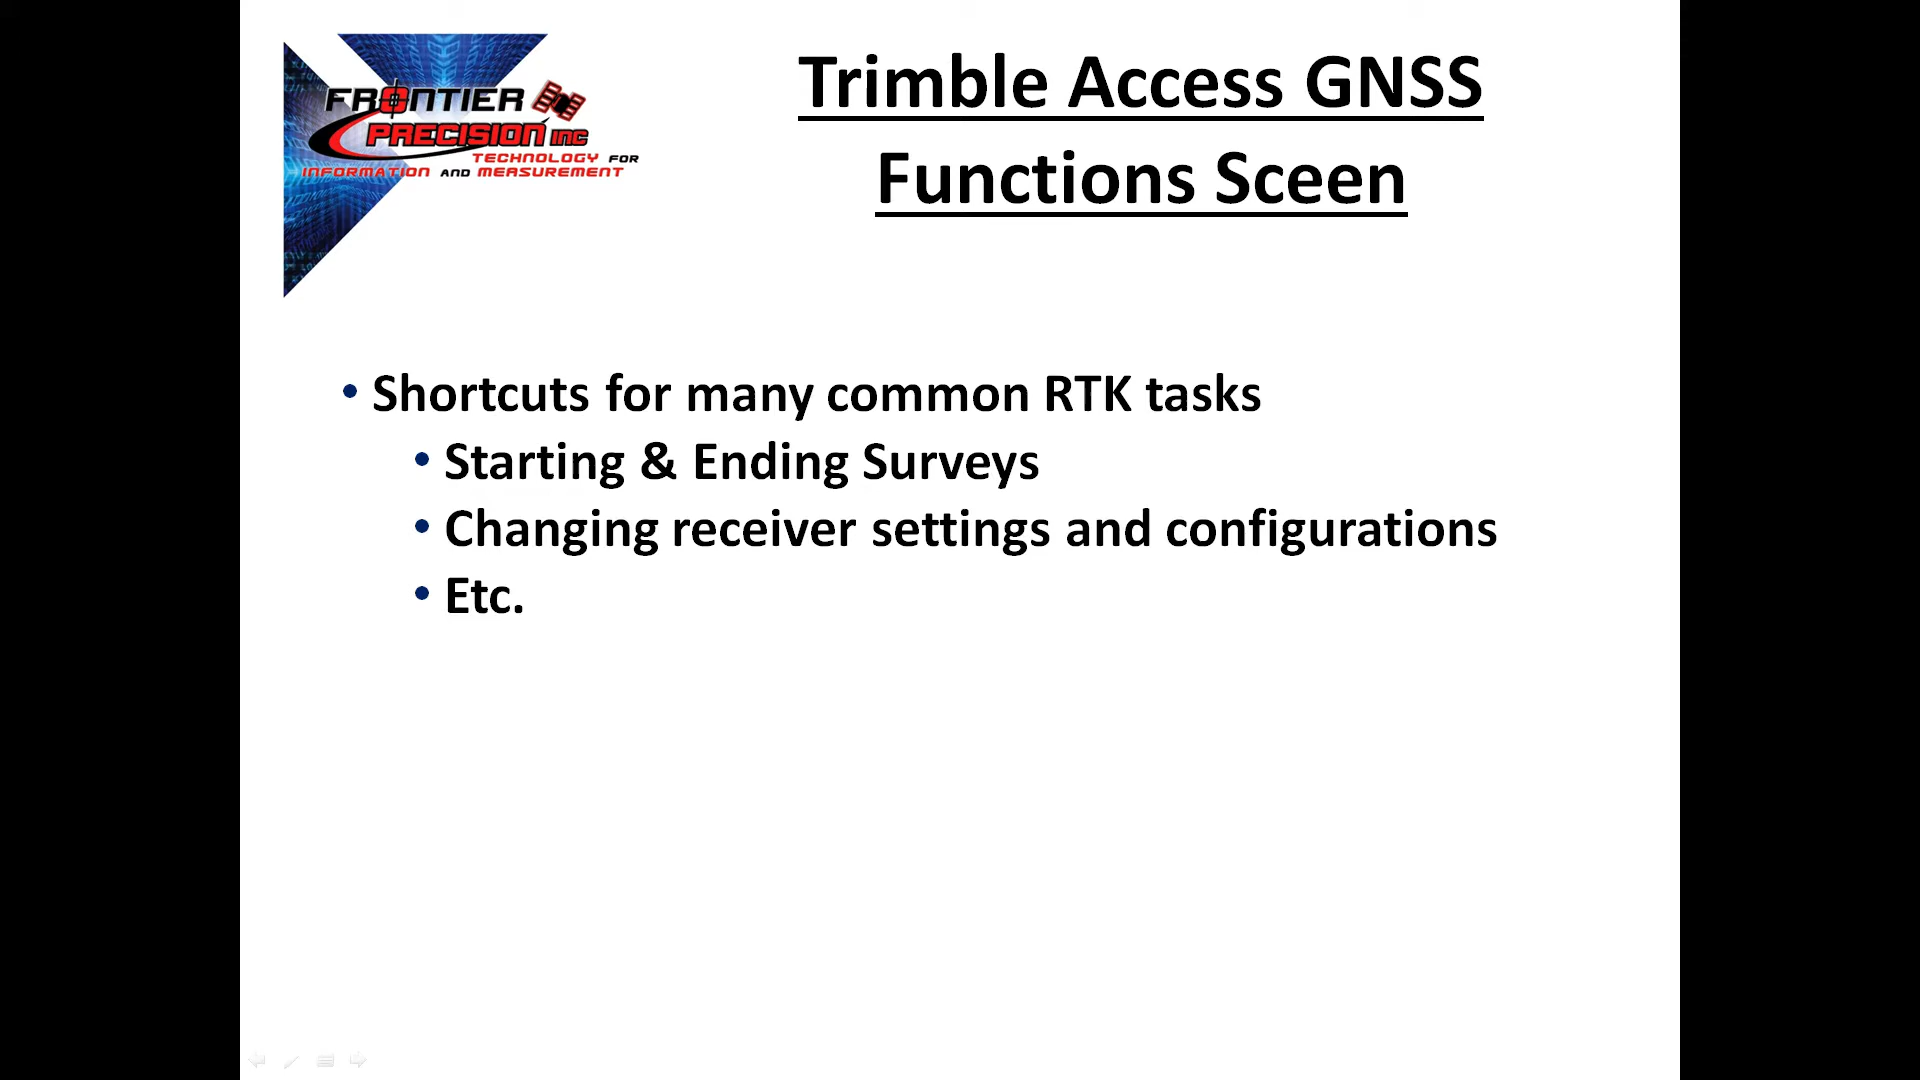 FRONTIER
PRECISION INC
TECHNOLOGY FOR
INFORMATION AND MEASUREMENT
Trimble Access GNSS
Functions Sceen
• Shortcuts for many common RTK tasks
• Starting & Ending Surveys
• Changing receiver settings and configurations
• Etc.